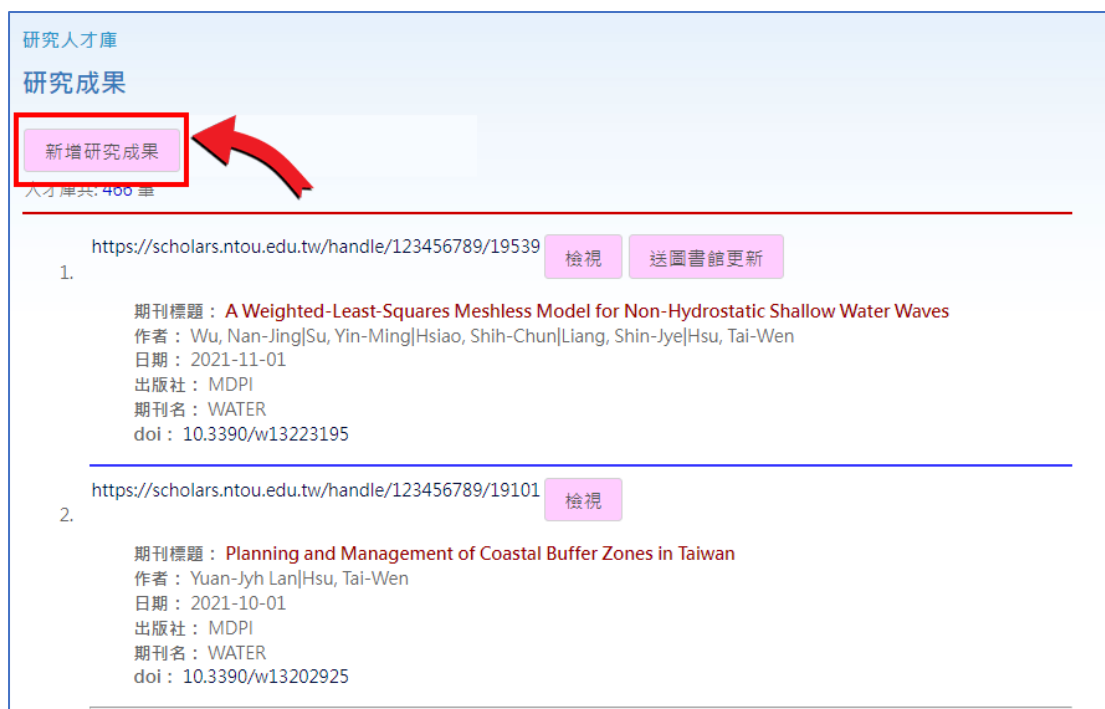 研究人才庫
研究成果
新增研究成果
人才庫共: 466 筆
https://scholars.ntou.edu.tw/handle/123456789/19539 檢視 送圖書館更新
1.
期刊標題： A Weighted-Least-Squares Meshless Model for Non-Hydrostatic Shallow Water Waves
作者： Wu, Nan-Jing|Su, Yin-Ming|Hsiao, Shih-Chun|Liang, Shin-Jye|Hsu, Tai-Wen
日期： 2021-11-01
出版社： MDPI
期刊名： WATER
doi： 10.3390/w13223195
https://scholars.ntou.edu.tw/handle/123456789/19101 檢視
2.
期刊標題： Planning and Management of Coastal Buffer Zones in Taiwan
作者： Yuan-Jyh Lan|Hsu, Tai-Wen
日期： 2021-10-01
出版社： MDPI
期刊名： WATER
doi： 10.3390/w13202925